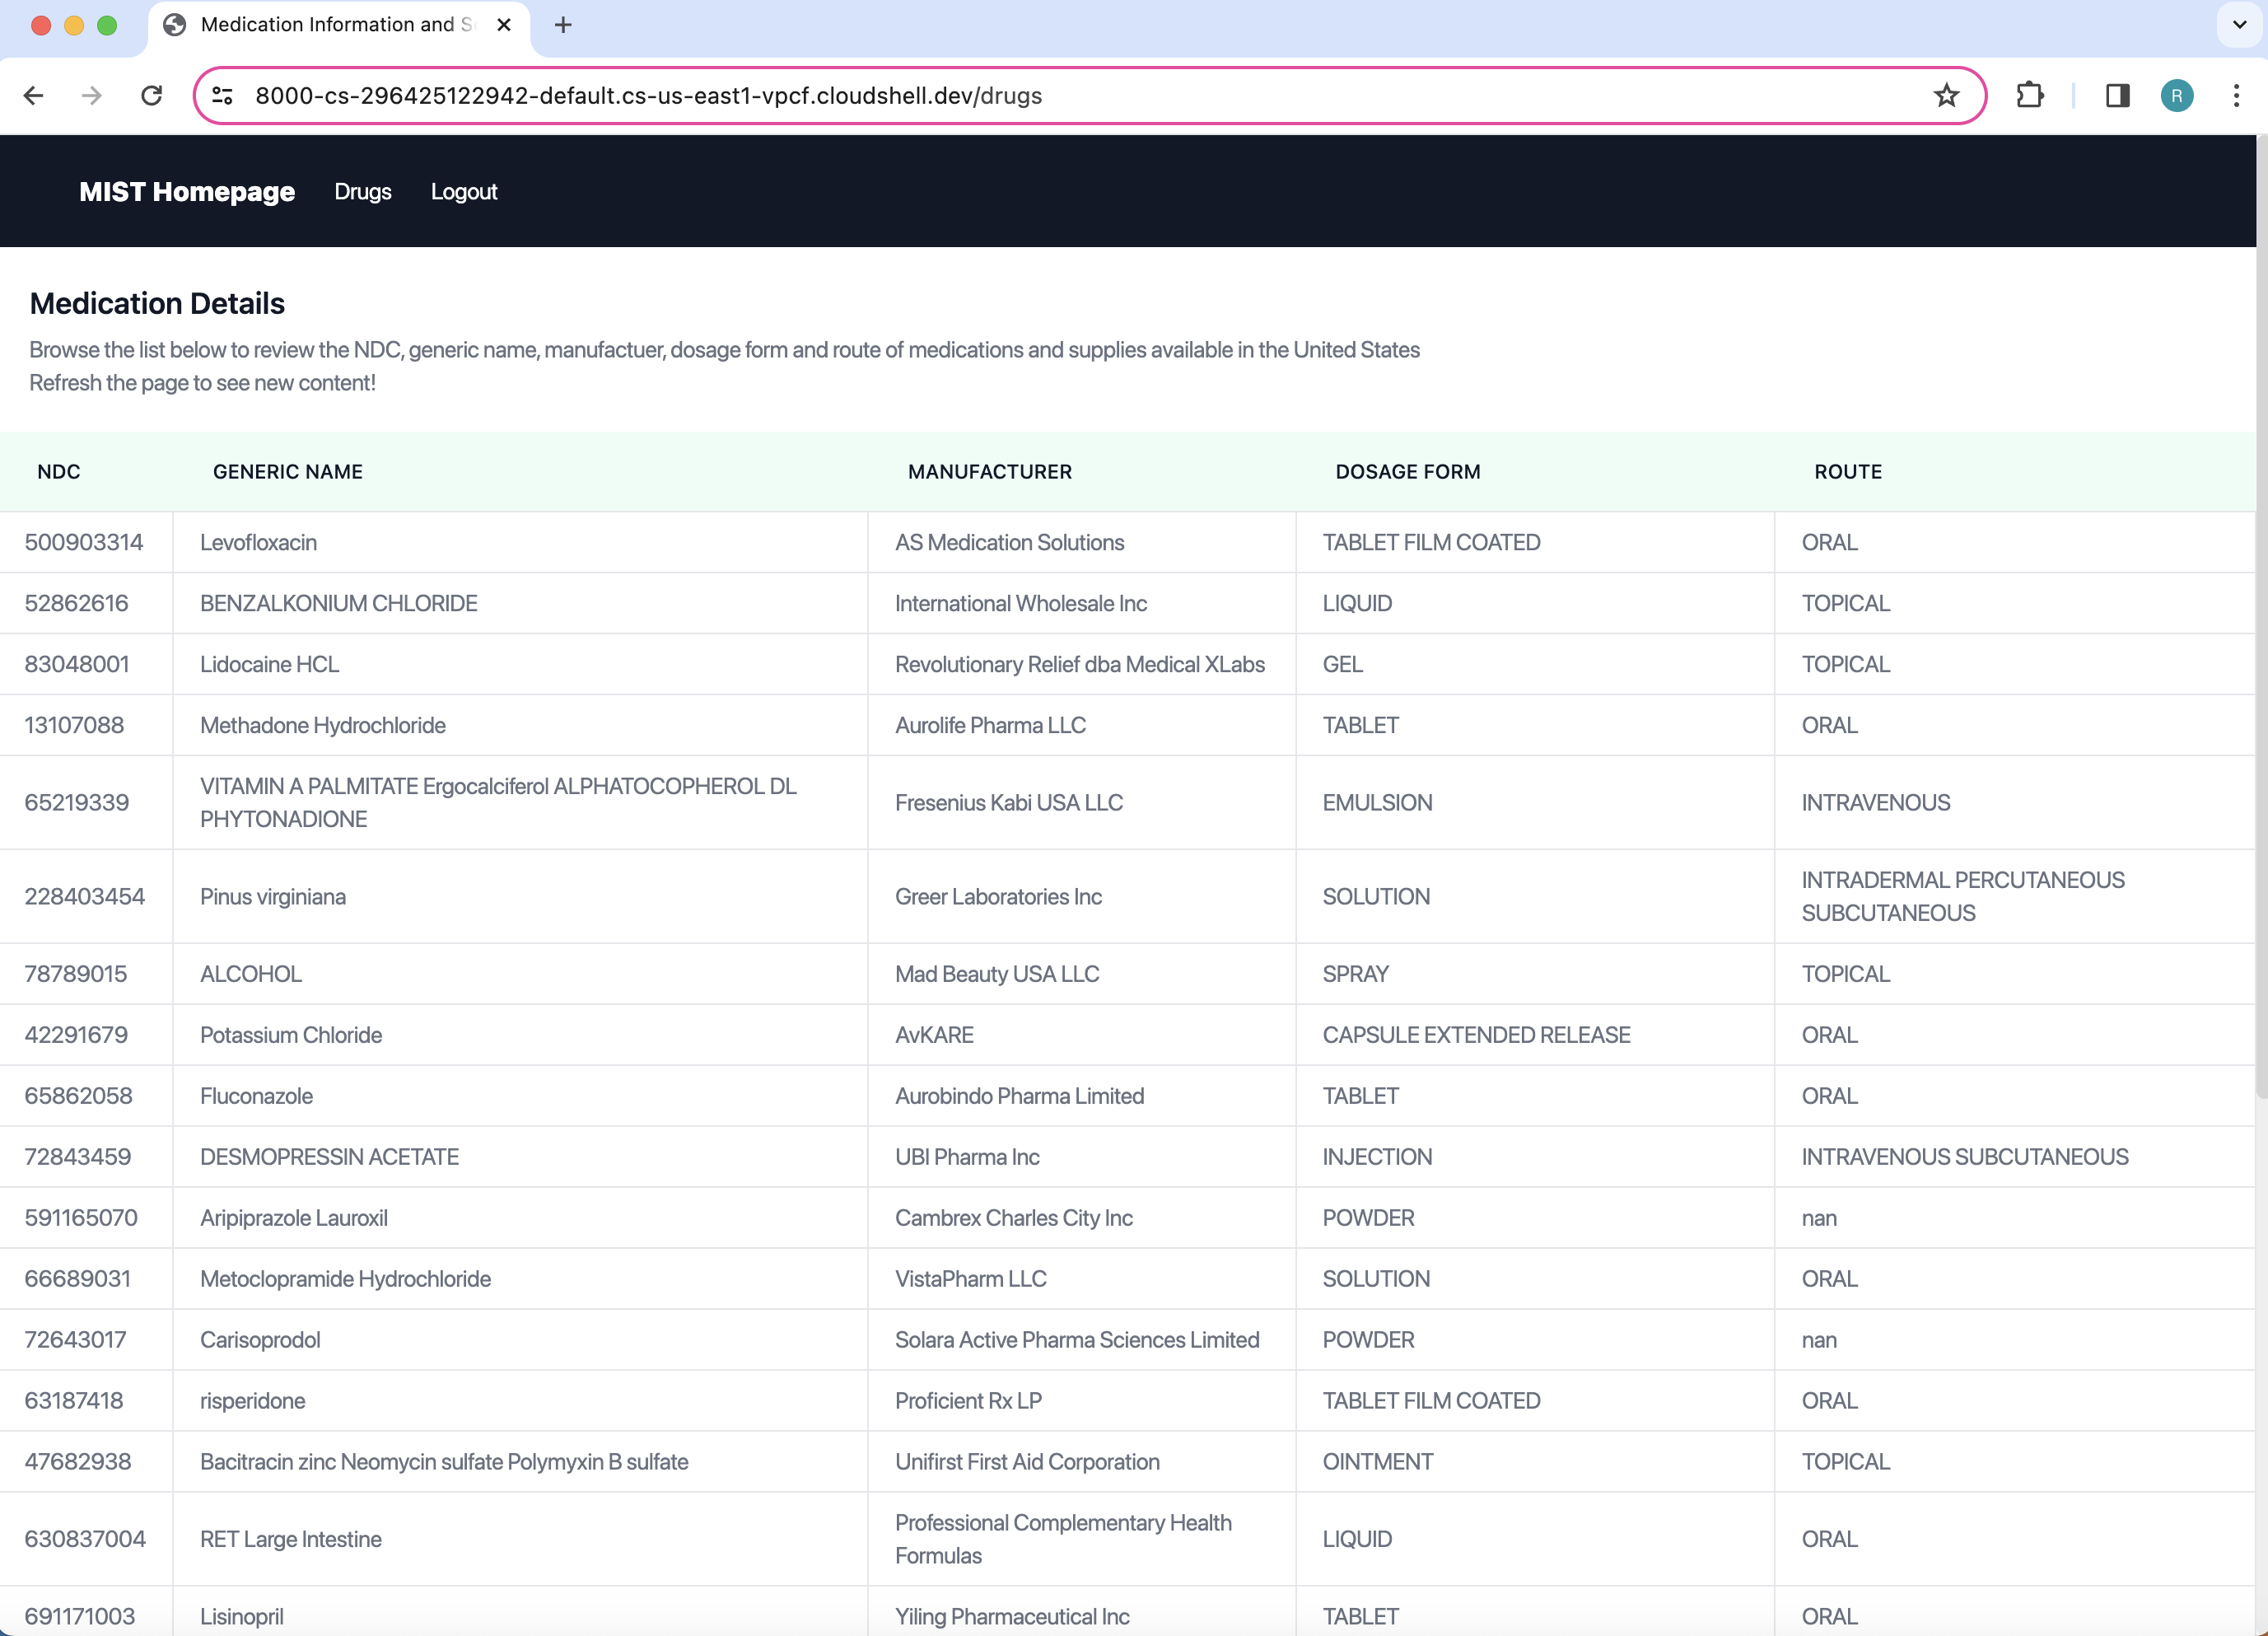 Medication Information and S
8000-cs-296425122942-default.cs-us-east1-vpcf.cloudshell.dev/drugs
R
MIST Homepage Drugs Logout
Medication Details
Browse the list below to review the NDC, generic name, manufactuer, dosage form and route of medications and supplies available in the United States
Refresh the page to see new content!
NDC GENERIC NAME MANUFACTURER DOSAGE FORM ROUTE
500903314 Levofloxacin AS Medication Solutions TABLET FILM COATED ORAL
52862616 BENZALKONIUM CHLORIDE International Wholesale Inc LIQUID TOPICAL
83048001 Lidocaine HCL Revolutionary Relief dba Medical XLabs GEL TOPICAL
13107088 Methadone Hydrochloride Aurolife Pharma LLC TABLET ORAL
VITAMIN A PALMITATE Ergocalciferol ALPHATOCOPHEROL DL
65219339 PHYTONADIONE Fresenius Kabi USA LLC EMULSION INTRAVENOUS
228403454 Pinus virginiana Greer Laboratories Inc SOLUTION INTRADERMAL PERCUTANEOUS
SUBCUTANEOUS
78789015 ALCOHOL Mad Beauty USA LLC SPRAY TOPICAL
42291679 Potassium Chloride AvKARE CAPSULE EXTENDED RELEASE ORAL
65862058 Fluconazole Aurobindo Pharma Limited TABLET ORAL
72843459 DESMOPRESSIN ACETATE UBI Pharma Inc INJECTION INTRAVENOUS SUBCUTANEOUS
591165070 Aripiprazole Lauroxil Cambrex Charles City Inc POWDER nan
66689031 Metoclopramide Hydrochloride VistaPharm LLC SOLUTION ORAL
72643017 Carisoprodol Solara Active Pharma Sciences Limited POWDER nan
63187418 risperidone Proficient Rx LP TABLET FILM COATED ORAL
47682938 Bacitracin zinc Neomycin sulfate Polymyxin B sulfate Unifirst First Aid Corporation OINTMENT TOPICAL
630837004 RET Large Intestine Professional Complementary Health
Formulas LIQUID ORAL
691171003 Lisinopril Yiling Pharmaceutical Inc TABLET ORAL